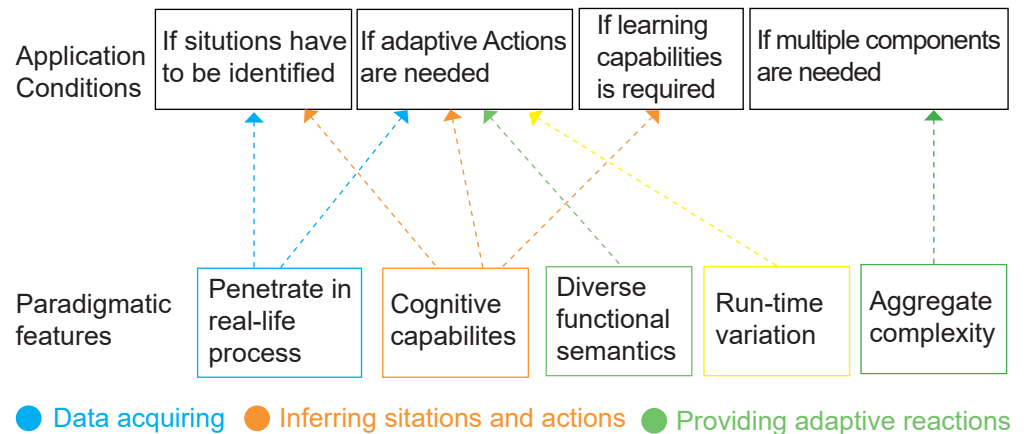 Application
Conditions
If situtions have
to be identified
If adaptive Actions
are needed
If learning
capabilities
is required
If multiple components
are needed
Paradigmatic
features
Penetrate in
real-life
process
Cognitive
capabilites
Diverse
functional
semantics
Run-time
variation
Aggregate
complexity
Data acquiring
Inferring sitations and actions
Providing adaptive reactions